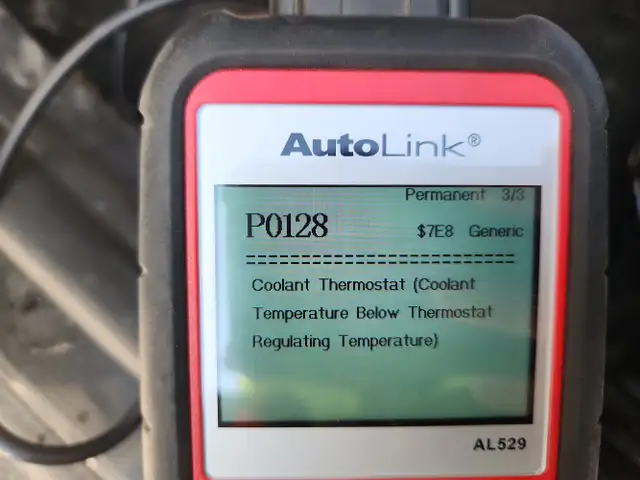 AutoLink®
Permanent 3/3
P0128 $7E8 Generic
==========================
Coolant Thermostat (Coolant
Temperature Below Thermostat
Regulating Temperature)
AL529